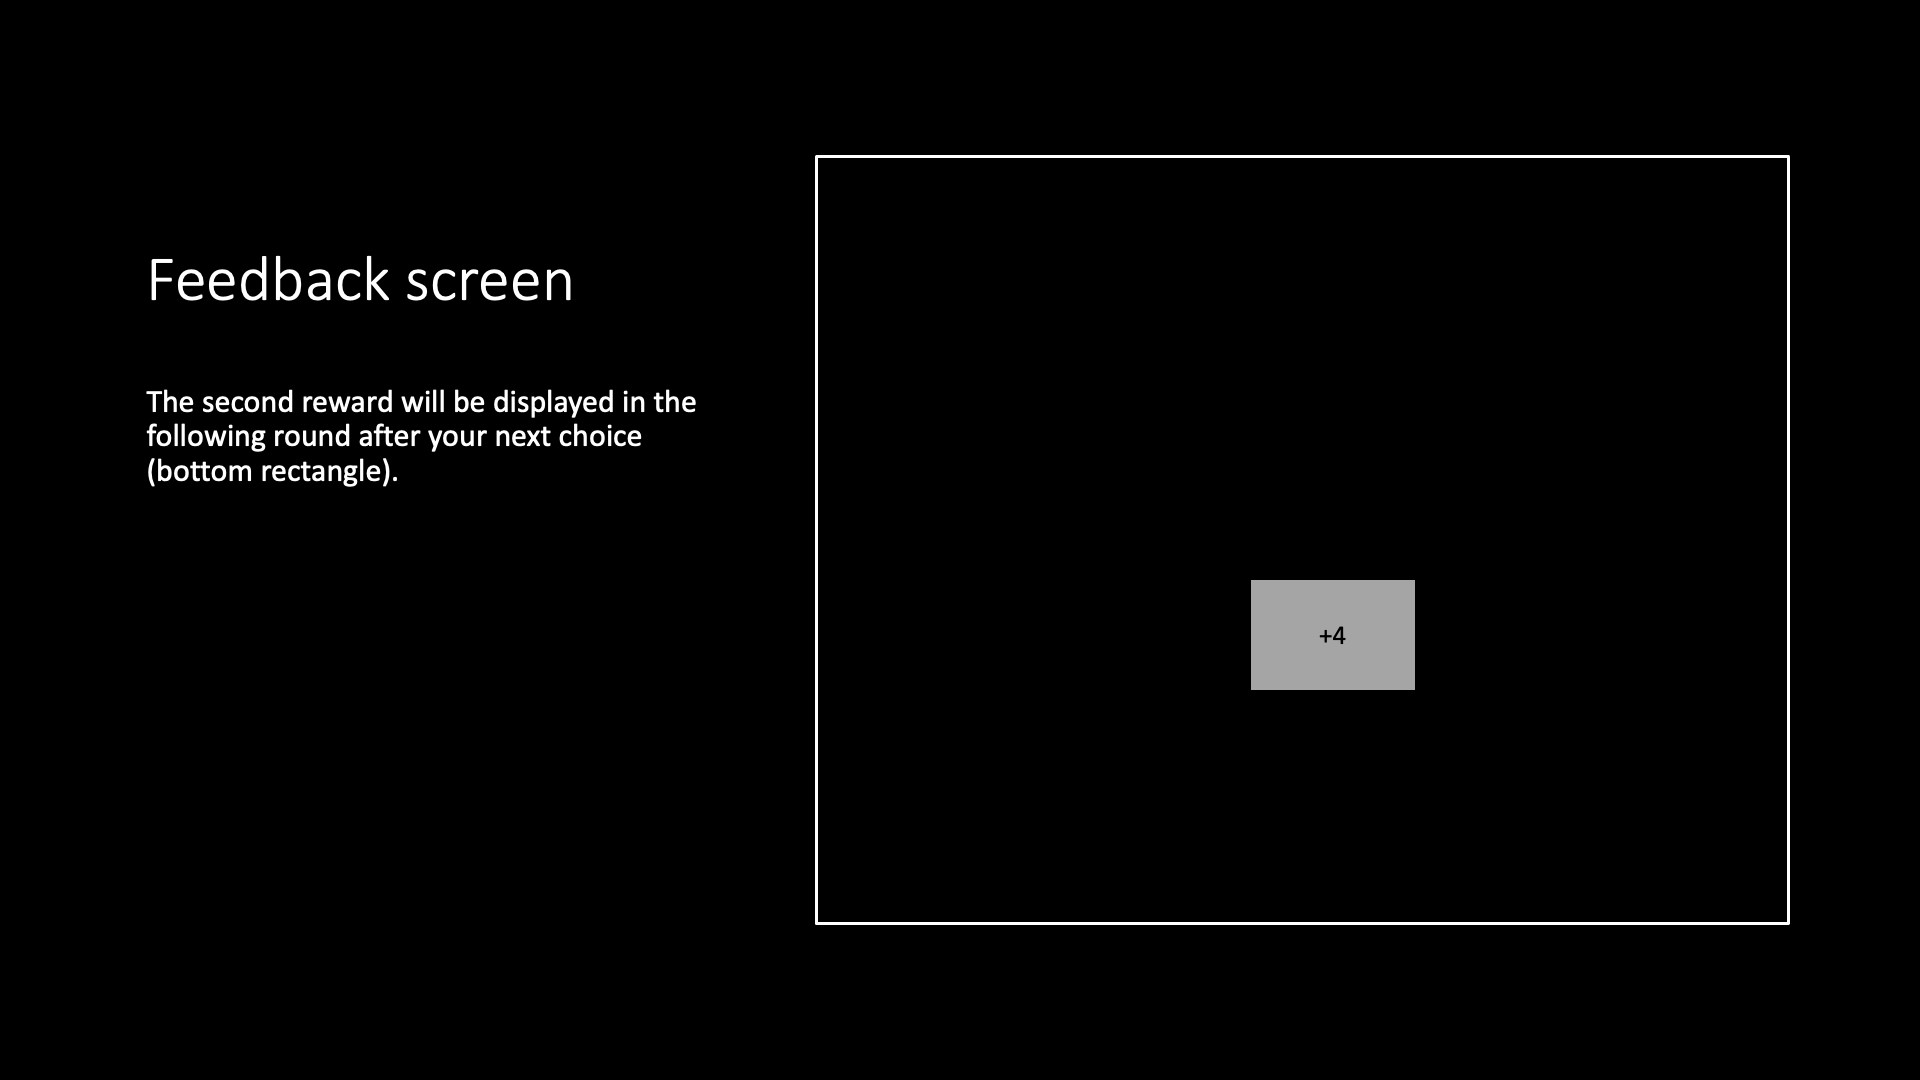 Feedback screen
The second reward will be displayed in the
following round after your next choice
(bottom rectangle).
+4